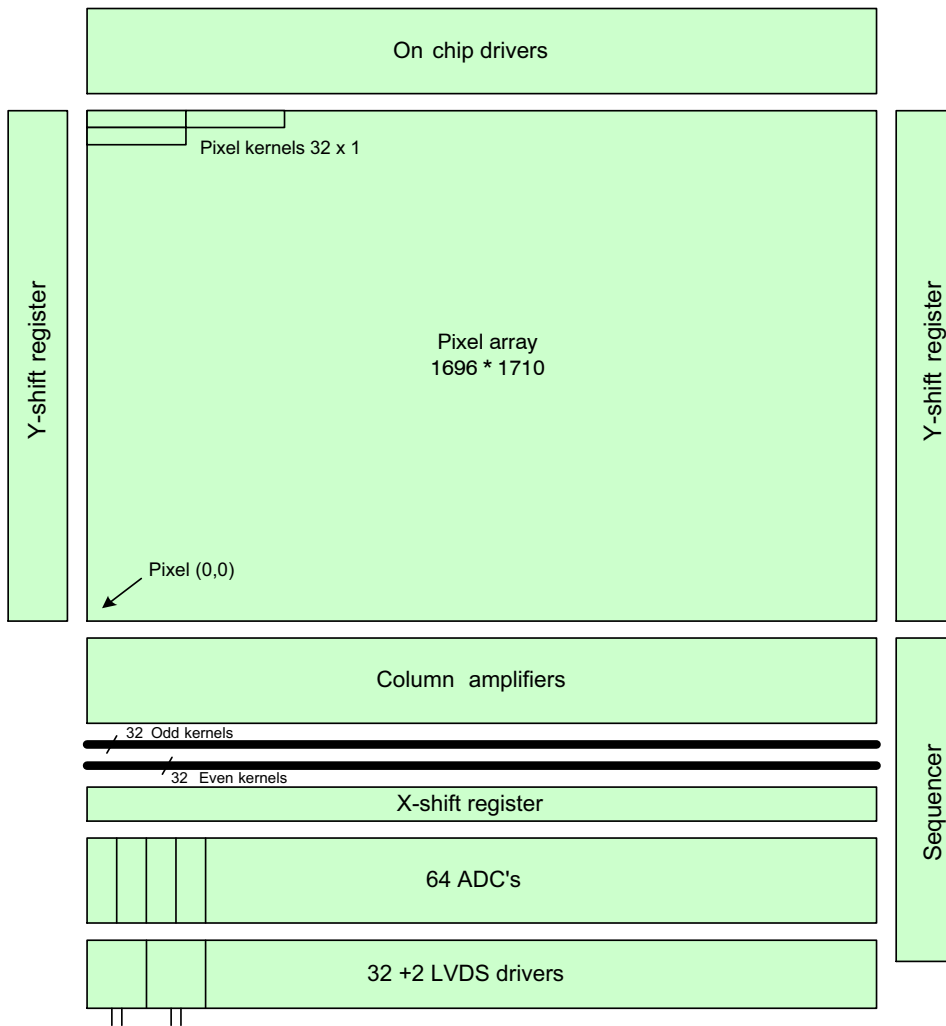 On chip drivers
Pixel kernels 32 x 1
Y-shift register
Pixel array
1696 * 1710
Y-shift register
Pixel (0,0)
Column amplifiers
32 Odd kernels
32 Even kernels
X-shift register
Sequencer
64 ADC's
32 +2 LVDS drivers